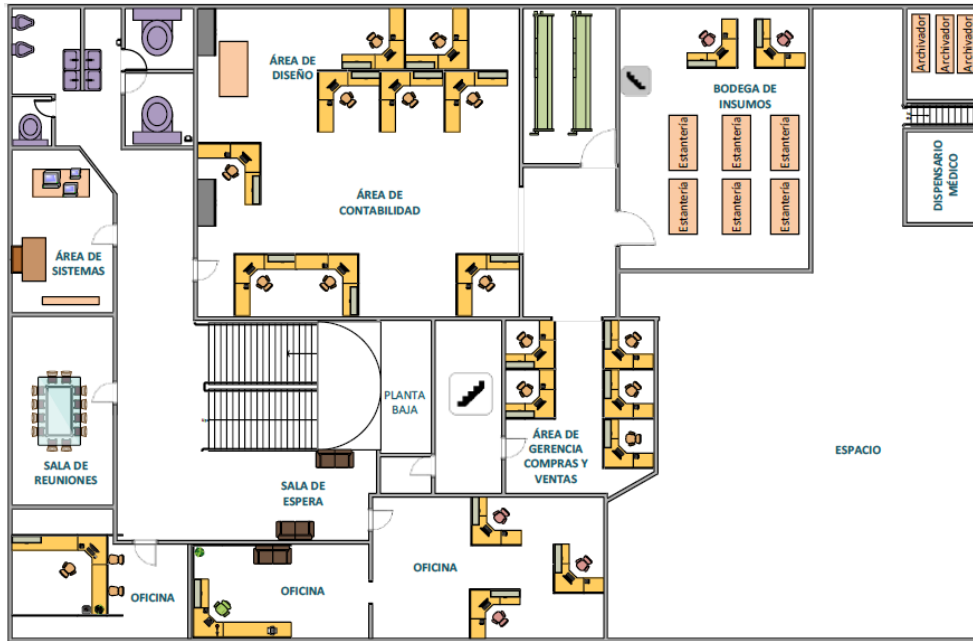 ÁREA DE
DISEÑO
BODEGA DE
INSUMOS
Archivador
Archivador
Archivador
Estantería
Estantería
Estantería
Estantería
Estantería
Estantería
DISPENSARIO
MÉDICO
ÁREA DE
CONTABILIDAD
ÁREA DE
SISTEMAS
PLANTA
BAJA
ÁREA DE
GERENCIA
COMPRAS Y
VENTAS
ESPACIO
SALA DE
REUNIONES
SALA DE
ESPERA
OFICINA
OFICINA
OFICINA